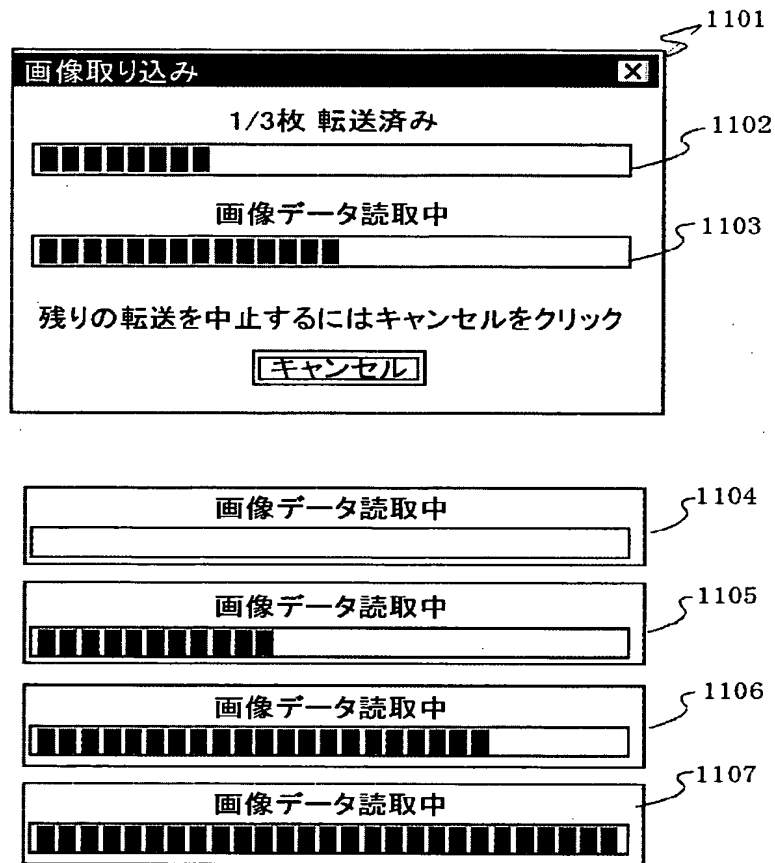 1101
画像取り込み
1/3枚 転送済み
1102
画像データ読取中
1103
残りの転送を中止するにはキャンセルをクリック
キャンセル
画像データ読取中
1104
画像データ読取中
1105
画像データ読取中
1106
画像データ読取中
1107